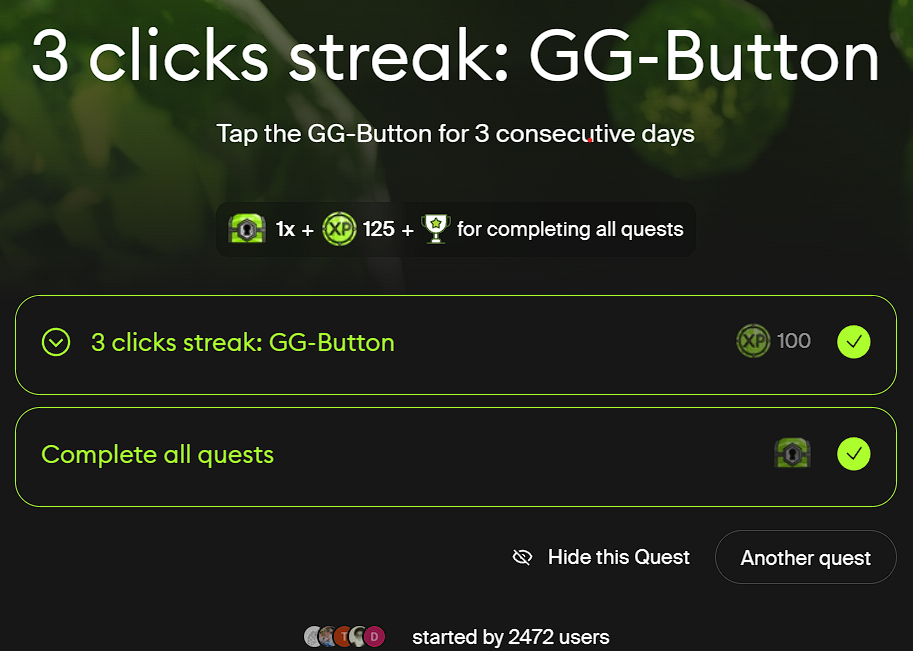 3 clicks streak: GG-Button
Tap the GG-Button for 3 consecutive days
1x + XP 125 + for completing all quests
3 clicks streak: GG-Button XP 100
Complete all quests
Hide this Quest Another quest
T D started by 2472 users